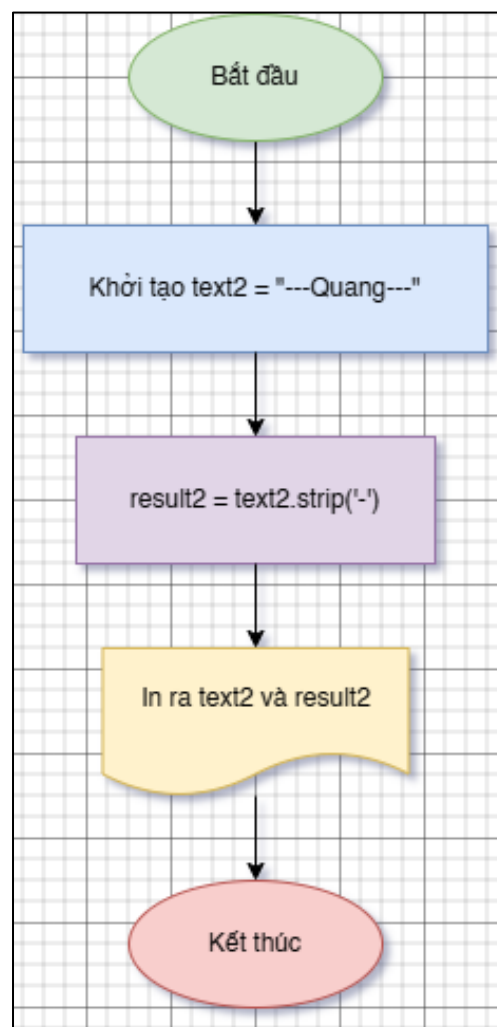 Bắt đầu
Khởi tạo text2 = "---Quang---"
result2 = text2.strip('-')
In ra text2 và result2
Kết thúc